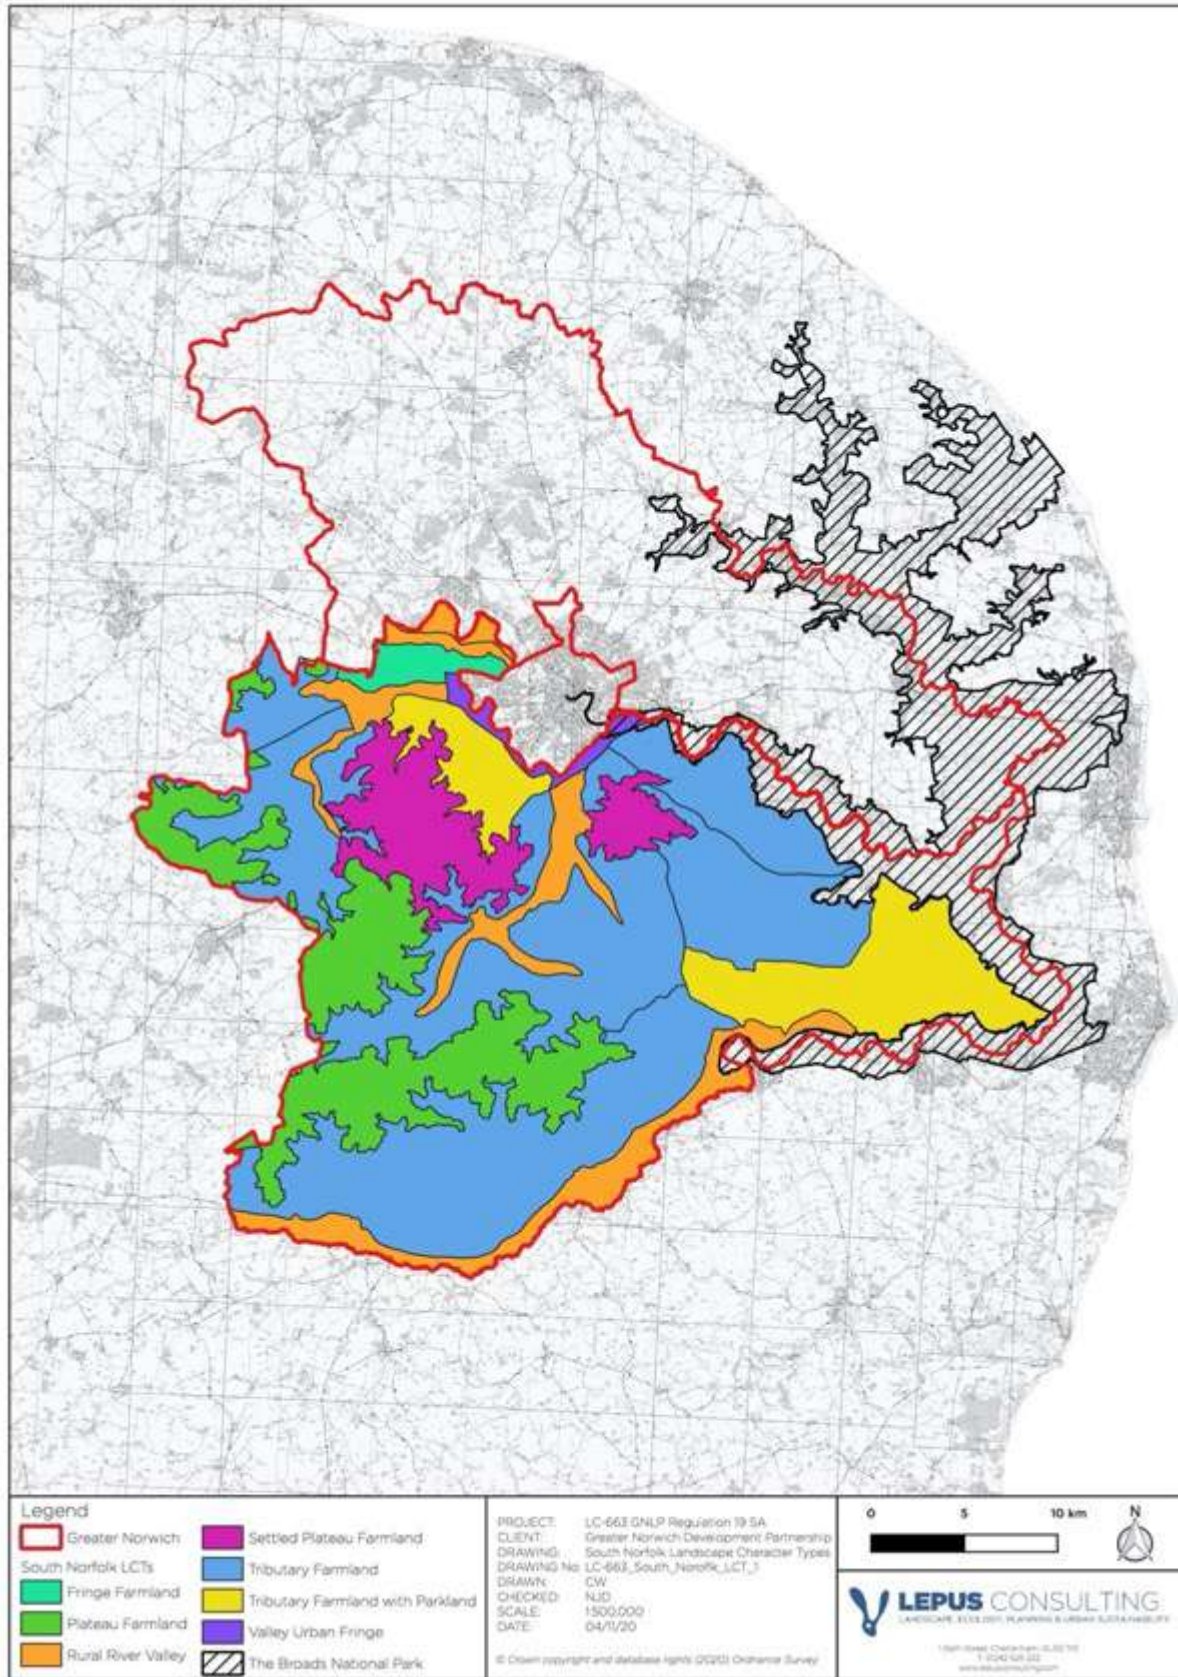 Legend
Greater Norwich
South Norfolk LCTs
Fringe Farmland
Plateau Farmland
Rural River Valley
Settled Plateau Farmland
Tributary Farmland
Tributary Farmland with Parkland
Valley Urban Fringe
The Broads National Park
PROJECT: LC-663 GNLP Regulation 19 SA
CLIENT: Greater Norwich Development Partnership
DRAWING: South Norfolk Landscape Character Types
DRAWING No: LC-663_South_Norolfk_LCT_1
DRAWN: CW
CHECKED: NJD
SCALE: 1:500,000
DATE: 04/11/20
© Crown copyright and database rights (2020) Ordnance Survey
0 5 10 km
N
LEPUS CONSULTING
LANDSCAPE, ECOLOGY, PLANNING & URBAN SUSTAINABILITY